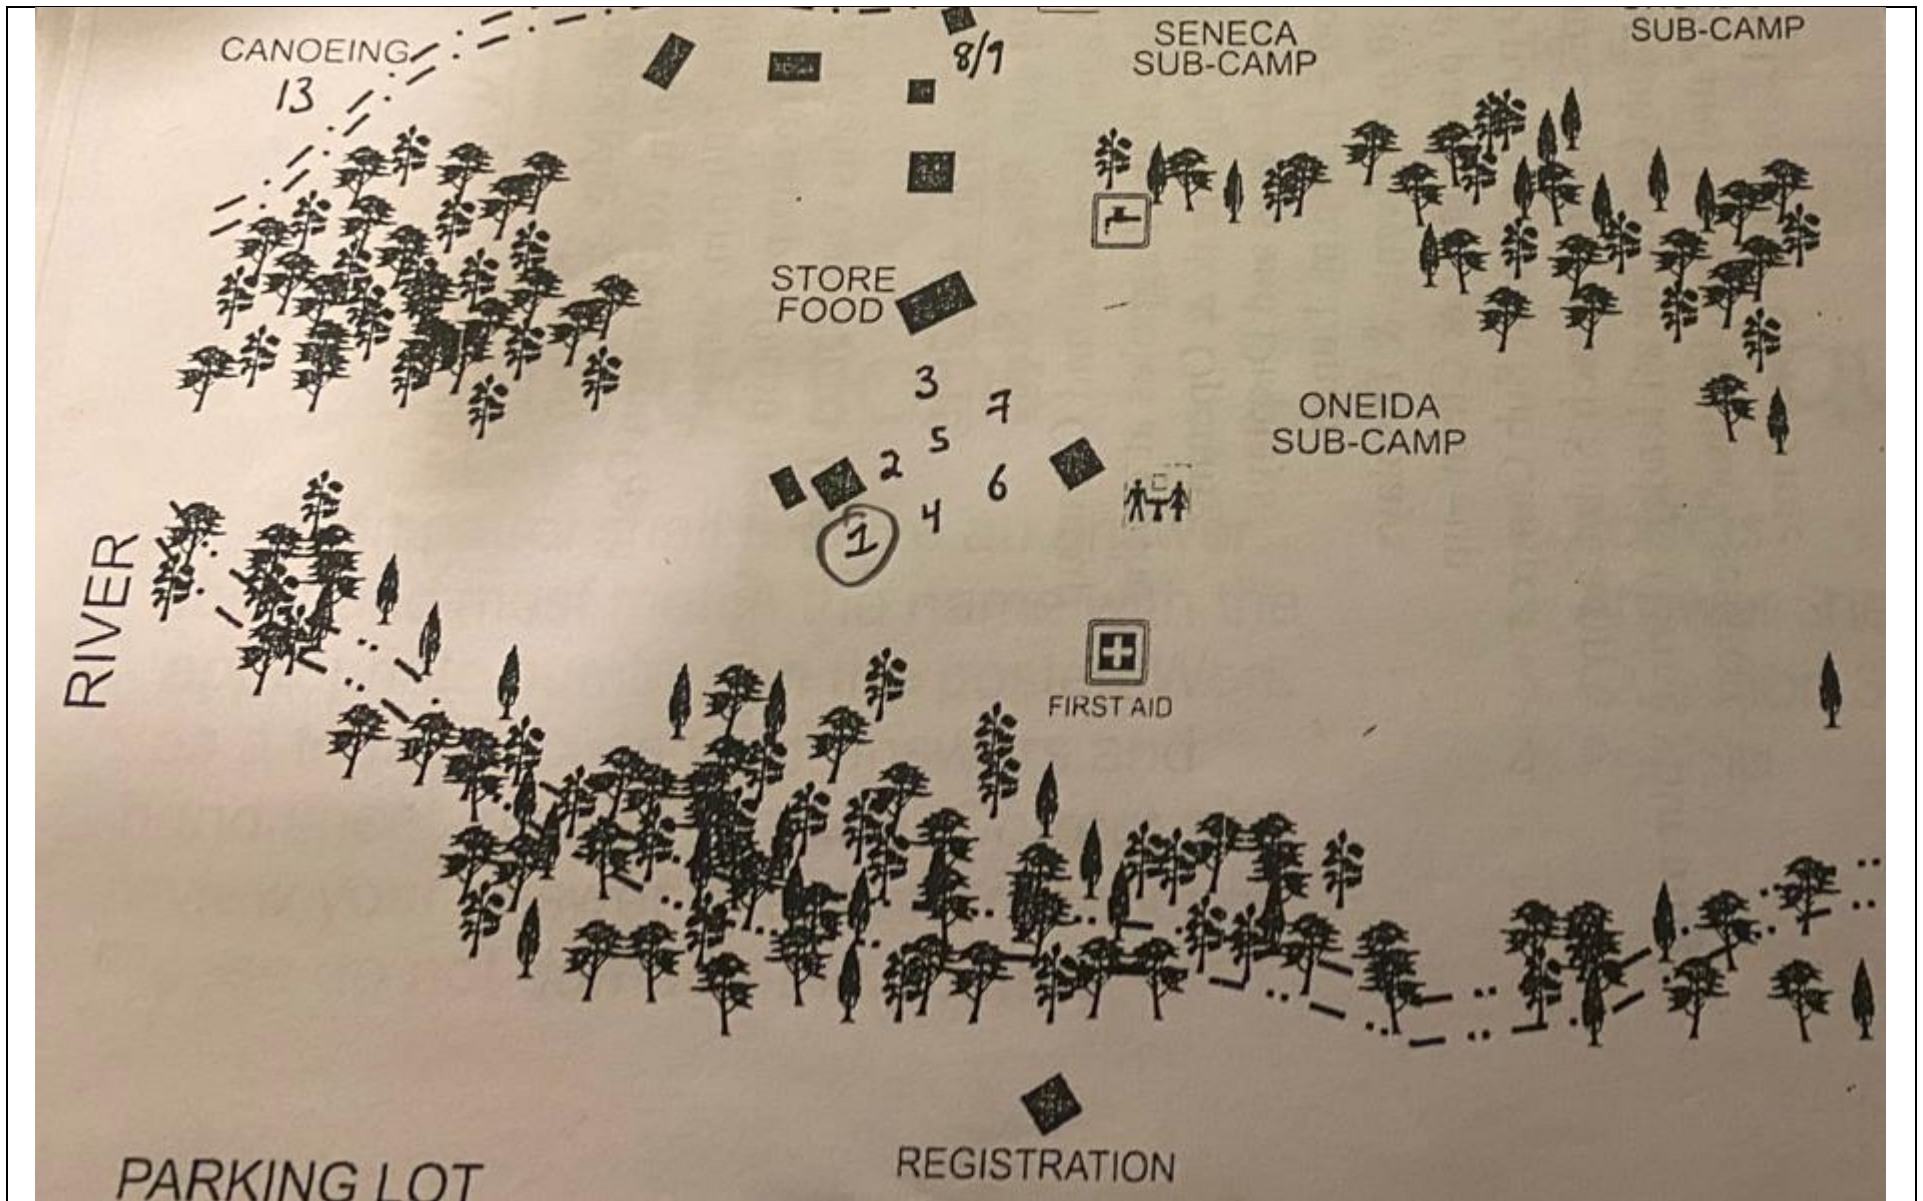 CANOEING
13
8/9
SENECA
SUB-CAMP
SUB-CAMP
STORE
FOOD
3
7
5
2
6
4
1
ONEIDA
SUB-CAMP
RIVER
FIRST AID
REGISTRATION
PARKING LOT